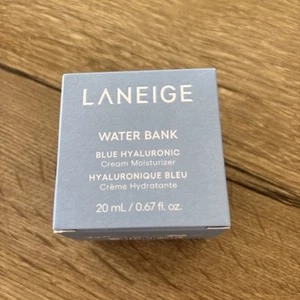 LANEIGE
WATER BANK
BLUE HYALURONIC
Cream Moisturizer
HYALURONIQUE BLEU
Crème Hydratante
20 mL / 0.67 fl. oz.